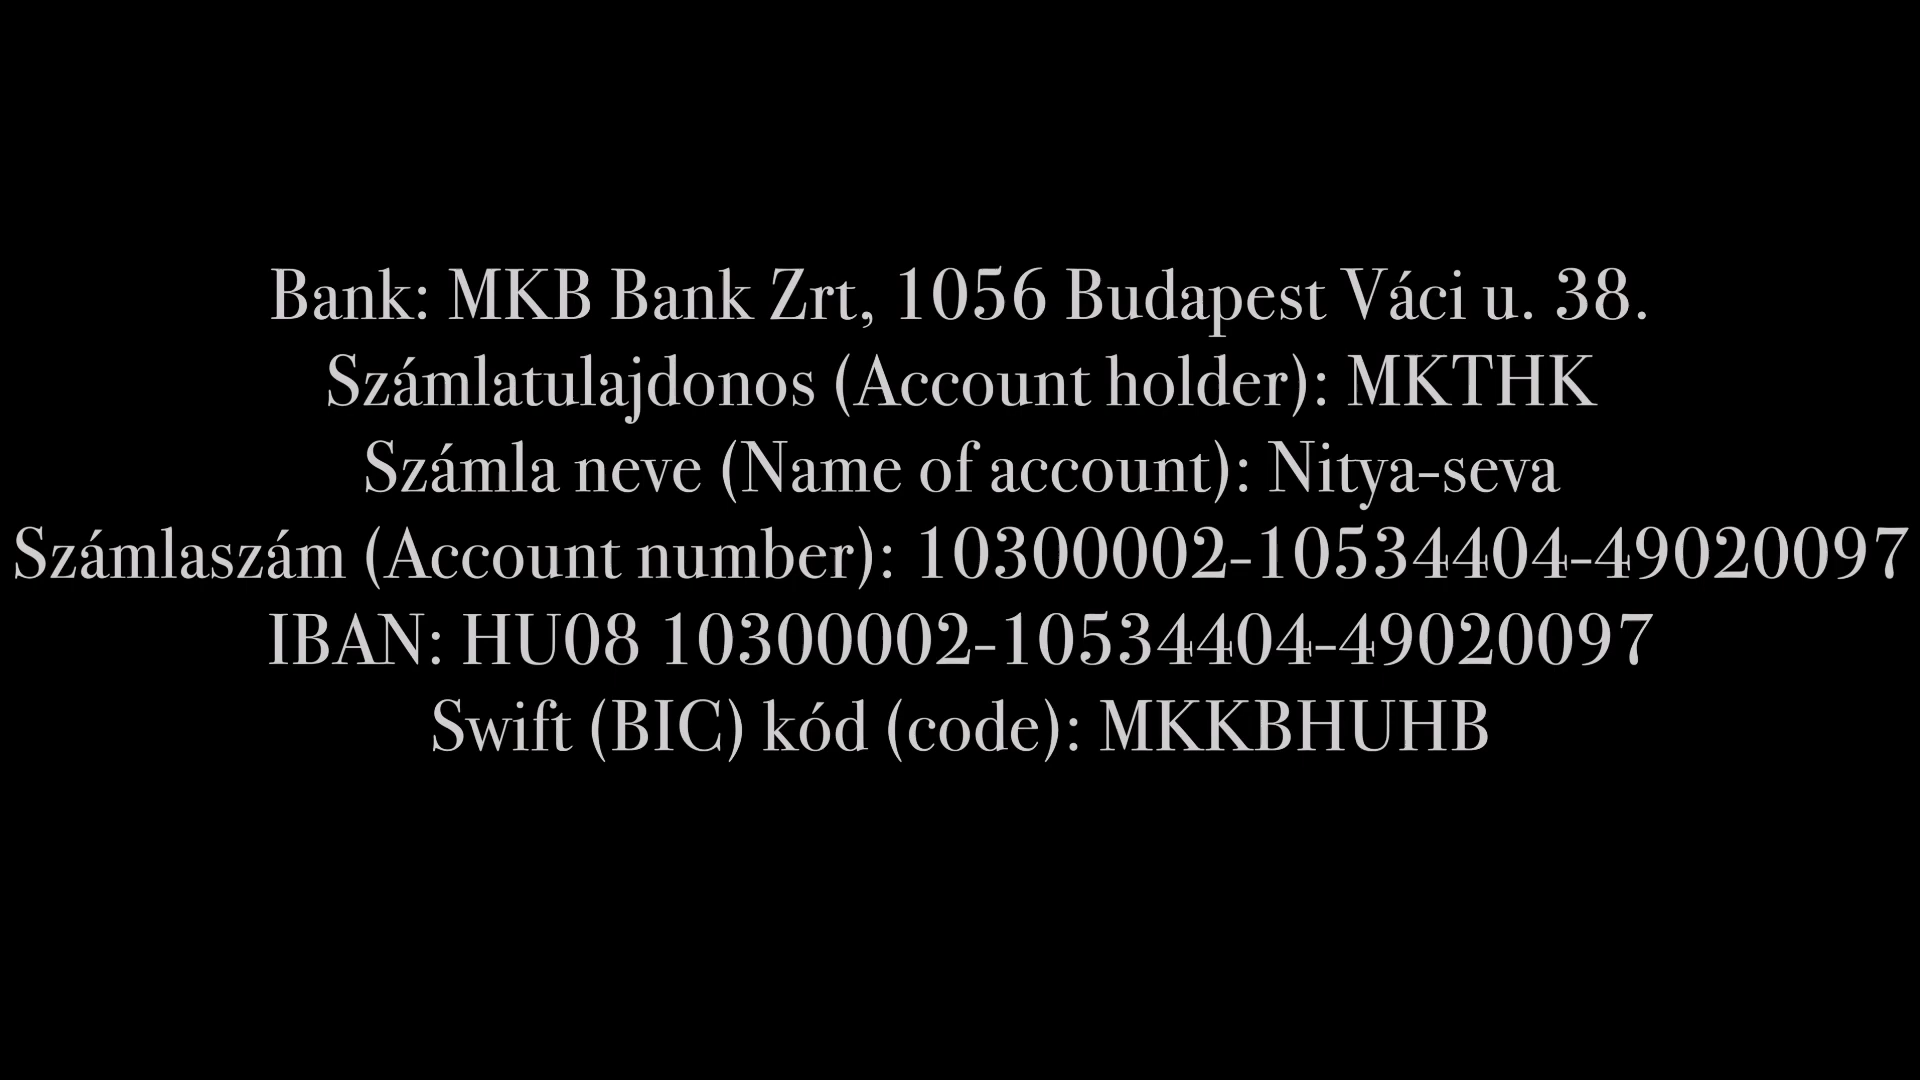 Bank: MKB Bank Zrt, 1056 Budapest Váci u. 38.
Számlatulajdonos (Account holder): MKTHK
Számla neve (Name of account): Nitya-seva
Számlaszám (Account number): 10300002-10534404-49020097
IBAN: HU08 10300002-10534404-49020097
Swift (BIC) kód (code): MKKBHUHB